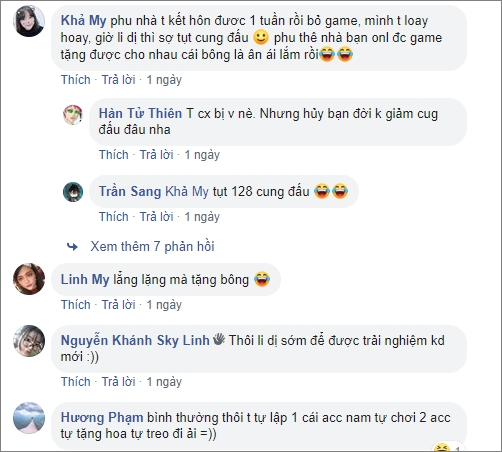 Khả My phu nhà t kết hôn được 1 tuần rồi bỏ game, mình t loay
hoay, giờ li dị thì sợ tụt cung đấu 😉 phu thê nhà bạn onl đc game
tặng được cho nhau cái bông là ân ái lắm rồi😂😂
Thích · Trả lời · 1 ngày
Hàn Tử Thiên T cx bị v nè. Nhưng hủy bạn đời k giảm cug
đấu đâu nha
Thích · Trả lời · 1 ngày
Trần Sang Khả My tụt 128 cung đấu 😂😂
Thích · Trả lời · 1 ngày
Xem thêm 7 phản hồi
Linh My lẳng lặng mà tặng bông 😂
Thích · Trả lời · 1 ngày
Nguyễn Khánh Sky Linh Thôi li dị sớm để được trải nghiệm kd
mới :))
Thích · Trả lời · 1 ngày
Hương Phạm bình thường thôi t tự lập 1 cái acc nam tự chơi 2 acc
tự tặng hoa tự treo đi ải =))
1